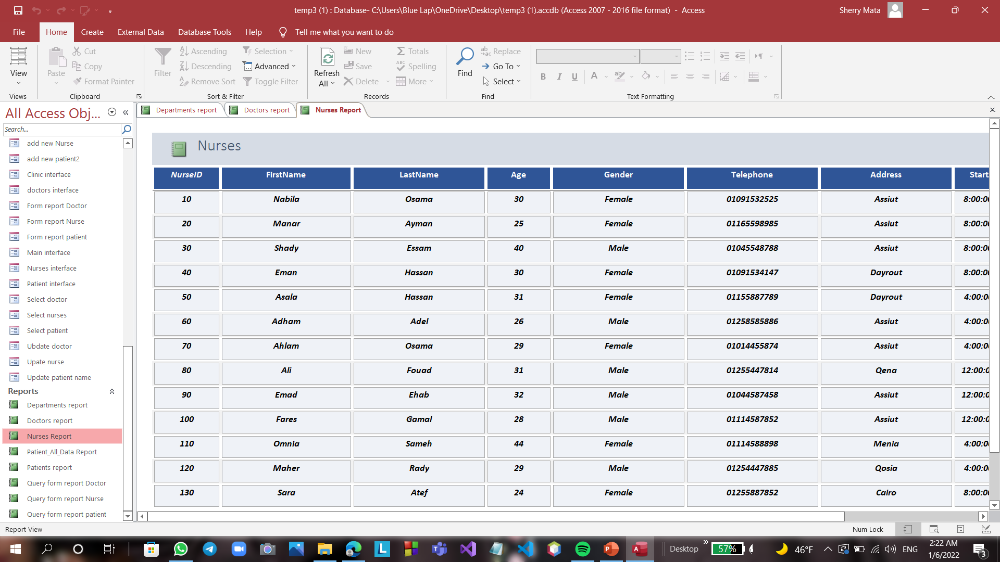 temp3 (1) : Database- C:\Users\Blue Lap\OneDrive\Desktop\temp3 (1).accdb (Access 2007 - 2016 file format) - Access
Sherry Mata
File Home Create External Data Database Tools Help Tell me what you want to do
View
Views
Paste
Cut
Copy
Format Painter
Clipboard
Filter
Ascending
Descending
Remove Sort
Selection
Advanced
Toggle Filter
Sort & Filter
Refresh All
New
Save
Delete
Totals
Spelling
More
Records
Find
Replace
Go To
Select
Find
B I U A
Text Formatting
All Access Obj...
Search...
add new Nurse
add new patient2
Clinic interface
doctors interface
Form report Doctor
Form report Nurse
Form report patient
Main interface
Nurses interface
Patient interface
Select doctor
Select nurses
Select patient
Ubdate doctor
Upate nurse
Update patient name
Reports
Departments report
Doctors report
Nurses Report
Patient_All_Data Report
Patients report
Query form report Doctor
Query form report Nurse
Query form report patient
Departments report Doctors report Nurses Report
Nurses
NurseID FirstName LastName Age Gender Telephone Address Start
10 Nabila Osama 30 Female 01091532525 Assiut 8:00:00
20 Manar Ayman 25 Female 01165598985 Assiut 8:00:00
30 Shady Essam 40 Male 01045548788 Assiut 8:00:00
40 Eman Hassan 30 Female 01091534147 Dayrout 8:00:00
50 Asala Hassan 31 Female 01155887789 Dayrout 4:00:00
60 Adham Adel 26 Male 01258585886 Assiut 4:00:00
70 Ahlam Osama 29 Female 01014455874 Assiut 4:00:00
80 Ali Fouad 31 Male 01255447814 Qena 12:00:0
90 Emad Ehab 32 Male 01044587458 Assiut 12:00:0
100 Fares Gamal 28 Male 01114587852 Assiut 12:00:0
110 Omnia Sameh 44 Female 01114588898 Menia 4:00:00
120 Maher Rady 29 Male 01254447885 Qosia 4:00:00
130 Sara Atef 24 Female 01255887852 Cairo 8:00:00
Report View
Num Lock
Desktop
57%
46°F
ENG
2:22 AM
1/6/2022
3